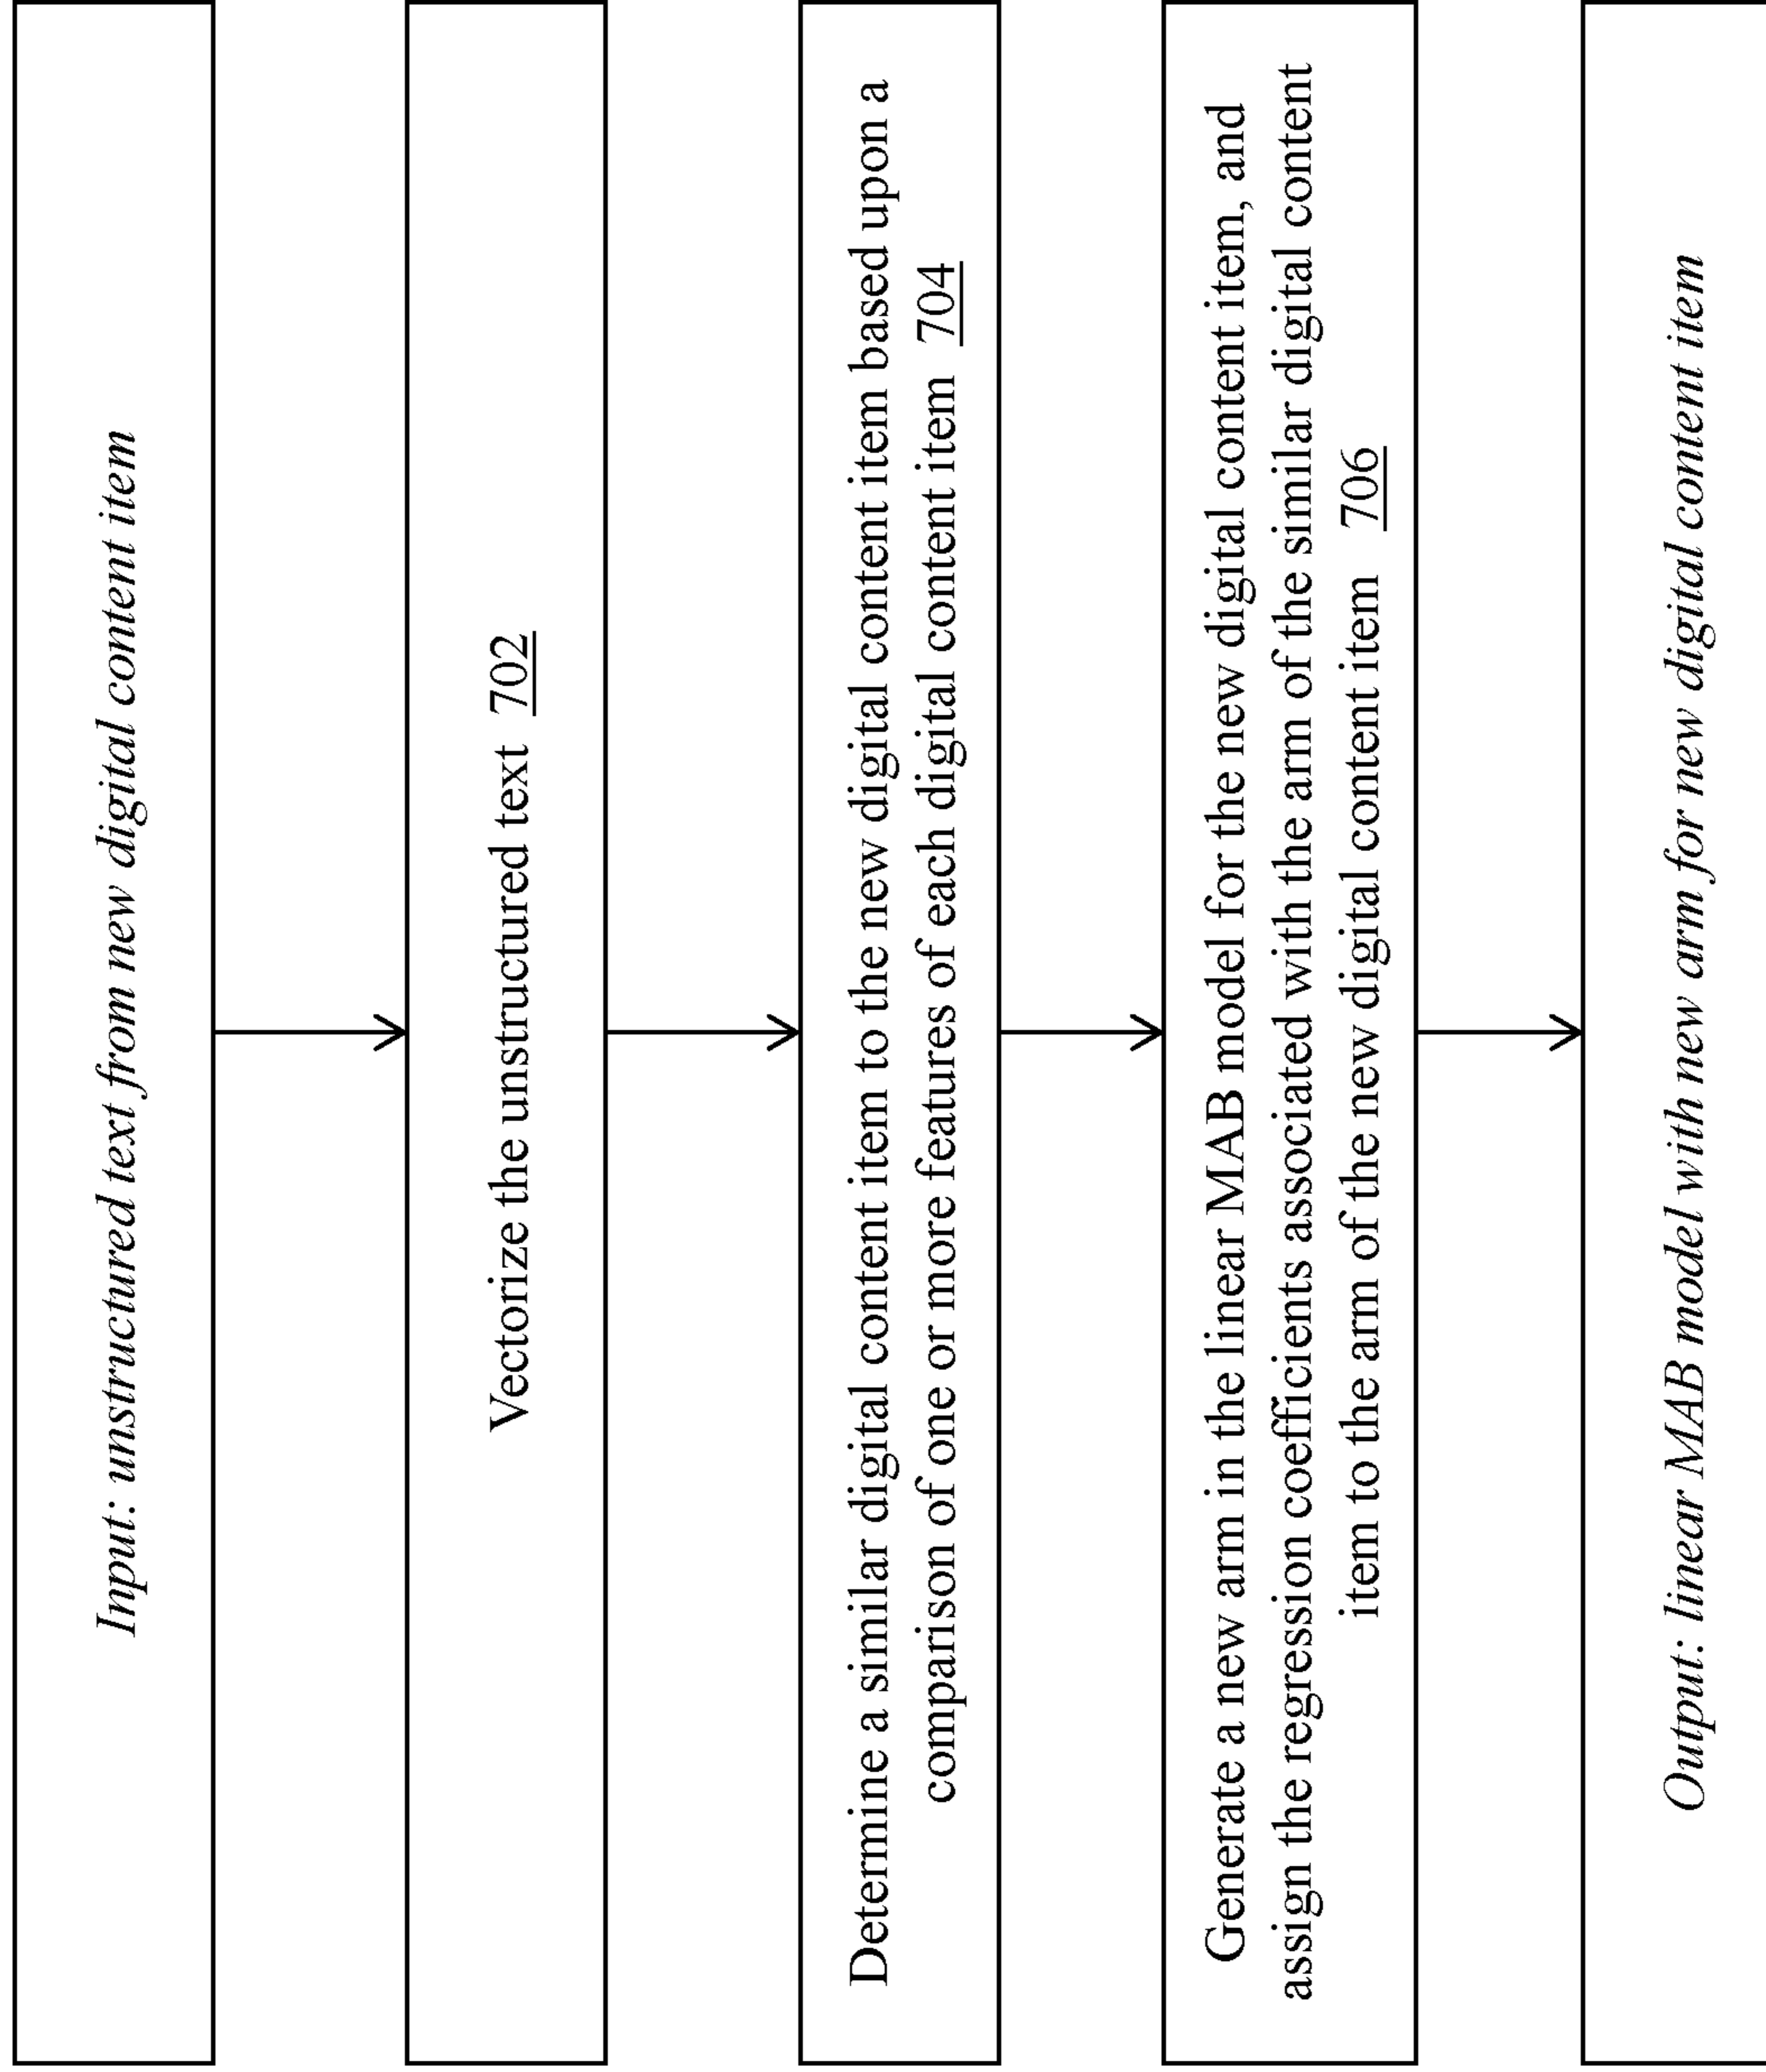 Input: unstructured text from new digital content item
Vectorize the unstructured text 702
Determine a similar digital content item to the new digital content item based upon a
comparison of one or more features of each digital content item 704
Generate a new arm in the linear MAB model for the new digital content item, and
assign the regression coefficients associated with the arm of the similar digital content
item to the arm of the new digital content item 706
Output: linear MAB model with new arm for new digital content item